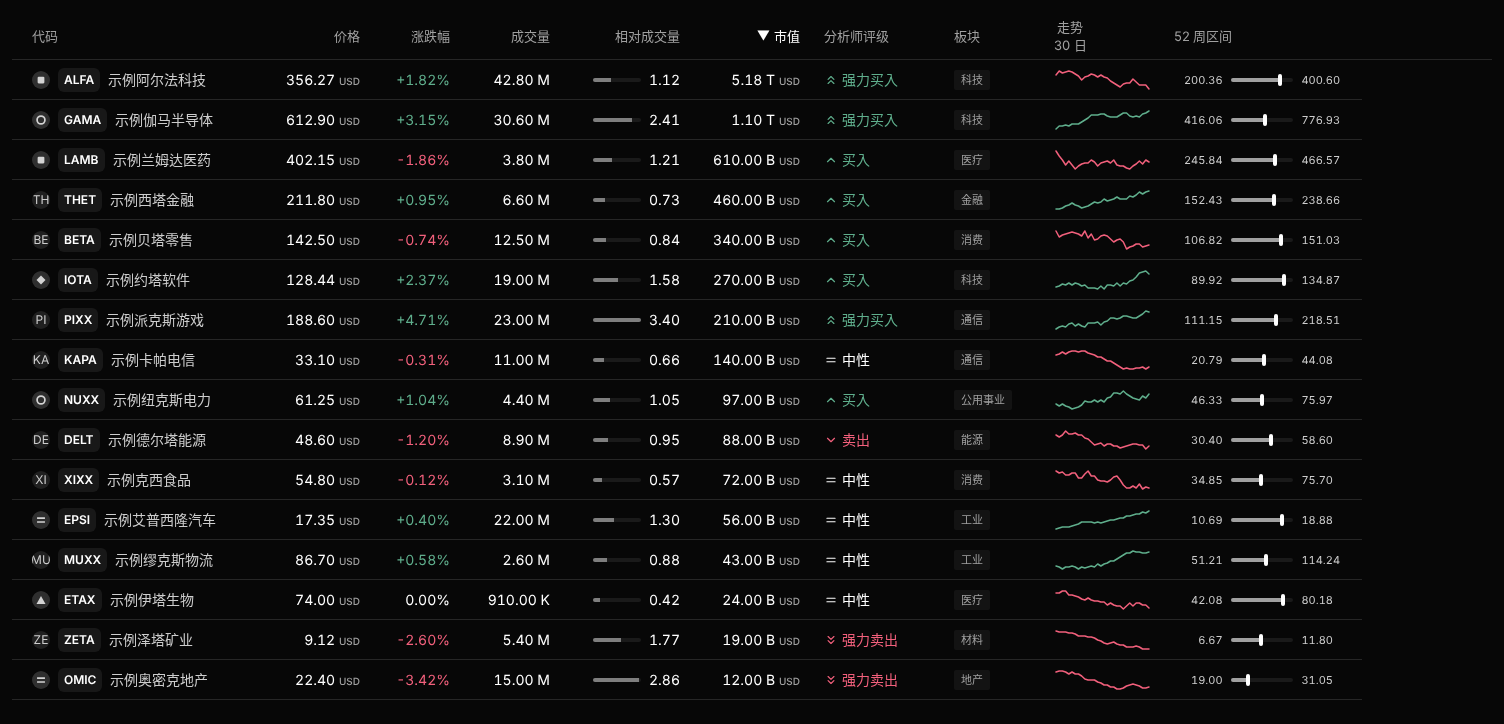 代码 价格 涨跌幅 成交量 相对成交量 ▼ 市值 分析师评级 板块 走势 30 日 52 周区间
ALFA 示例阿尔法科技 356.27 USD +1.82% 42.80 M 1.12 5.18 T USD 强力买入 科技 200.36 400.60
GAMA 示例伽马半导体 612.90 USD +3.15% 30.60 M 2.41 1.10 T USD 强力买入 科技 416.06 776.93
LAMB 示例兰姆达医药 402.15 USD -1.86% 3.80 M 1.21 610.00 B USD 买入 医疗 245.84 466.57
TH THET 示例西塔金融 211.80 USD +0.95% 6.60 M 0.73 460.00 B USD 买入 金融 152.43 238.66
BE BETA 示例贝塔零售 142.50 USD -0.74% 12.50 M 0.84 340.00 B USD 买入 消费 106.82 151.03
IOTA 示例约塔软件 128.44 USD +2.37% 19.00 M 1.58 270.00 B USD 买入 科技 89.92 134.87
PI PIXX 示例派克斯游戏 188.60 USD +4.71% 23.00 M 3.40 210.00 B USD 强力买入 通信 111.15 218.51
KA KAPA 示例卡帕电信 33.10 USD -0.31% 11.00 M 0.66 140.00 B USD 中性 通信 20.79 44.08
NUXX 示例纽克斯电力 61.25 USD +1.04% 4.40 M 1.05 97.00 B USD 买入 公用事业 46.33 75.97
DE DELT 示例德尔塔能源 48.60 USD -1.20% 8.90 M 0.95 88.00 B USD 卖出 能源 30.40 58.60
XI XIXX 示例克西食品 54.80 USD -0.12% 3.10 M 0.57 72.00 B USD 中性 消费 34.85 75.70
EPSI 示例艾普西隆汽车 17.35 USD +0.40% 22.00 M 1.30 56.00 B USD 中性 工业 10.69 18.88
MU MUXX 示例缪克斯物流 86.70 USD +0.58% 2.60 M 0.88 43.00 B USD 中性 工业 51.21 114.24
ETAX 示例伊塔生物 74.00 USD 0.00% 910.00 K 0.42 24.00 B USD 中性 医疗 42.08 80.18
ZE ZETA 示例泽塔矿业 9.12 USD -2.60% 5.40 M 1.77 19.00 B USD 强力卖出 材料 6.67 11.80
OMIC 示例奥密克地产 22.40 USD -3.42% 15.00 M 2.86 12.00 B USD 强力卖出 地产 19.00 31.05